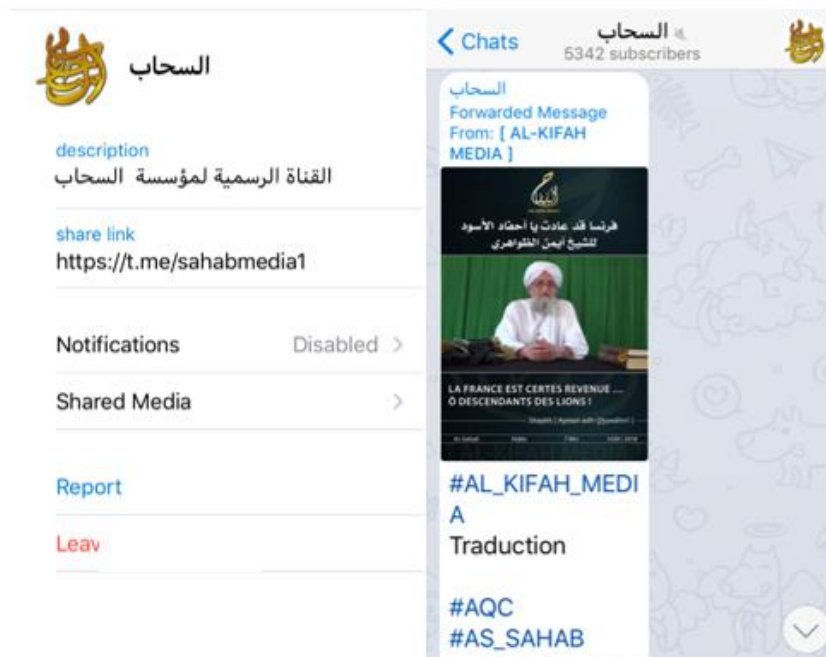 السحاب
description
القناة الرسمية لمؤسسة السحاب
share link
https://t.me/sahabmedia1
Notifications
Disabled
Shared Media
Report
Leav
Chats
السحاب
5342 subscribers
السحاب
Forwarded Message
From: [ AL-KIFAH
MEDIA ]
فرنسا قد عادت يا أحفاد الأسود
للشيخ أيمن الظواهري
LA FRANCE EST CERTES REVENUE ....
Ô DESCENDANTS DES LIONS !
#AL_KIFAH_MEDI
A
Traduction
#AQC
#AS_SAHAB